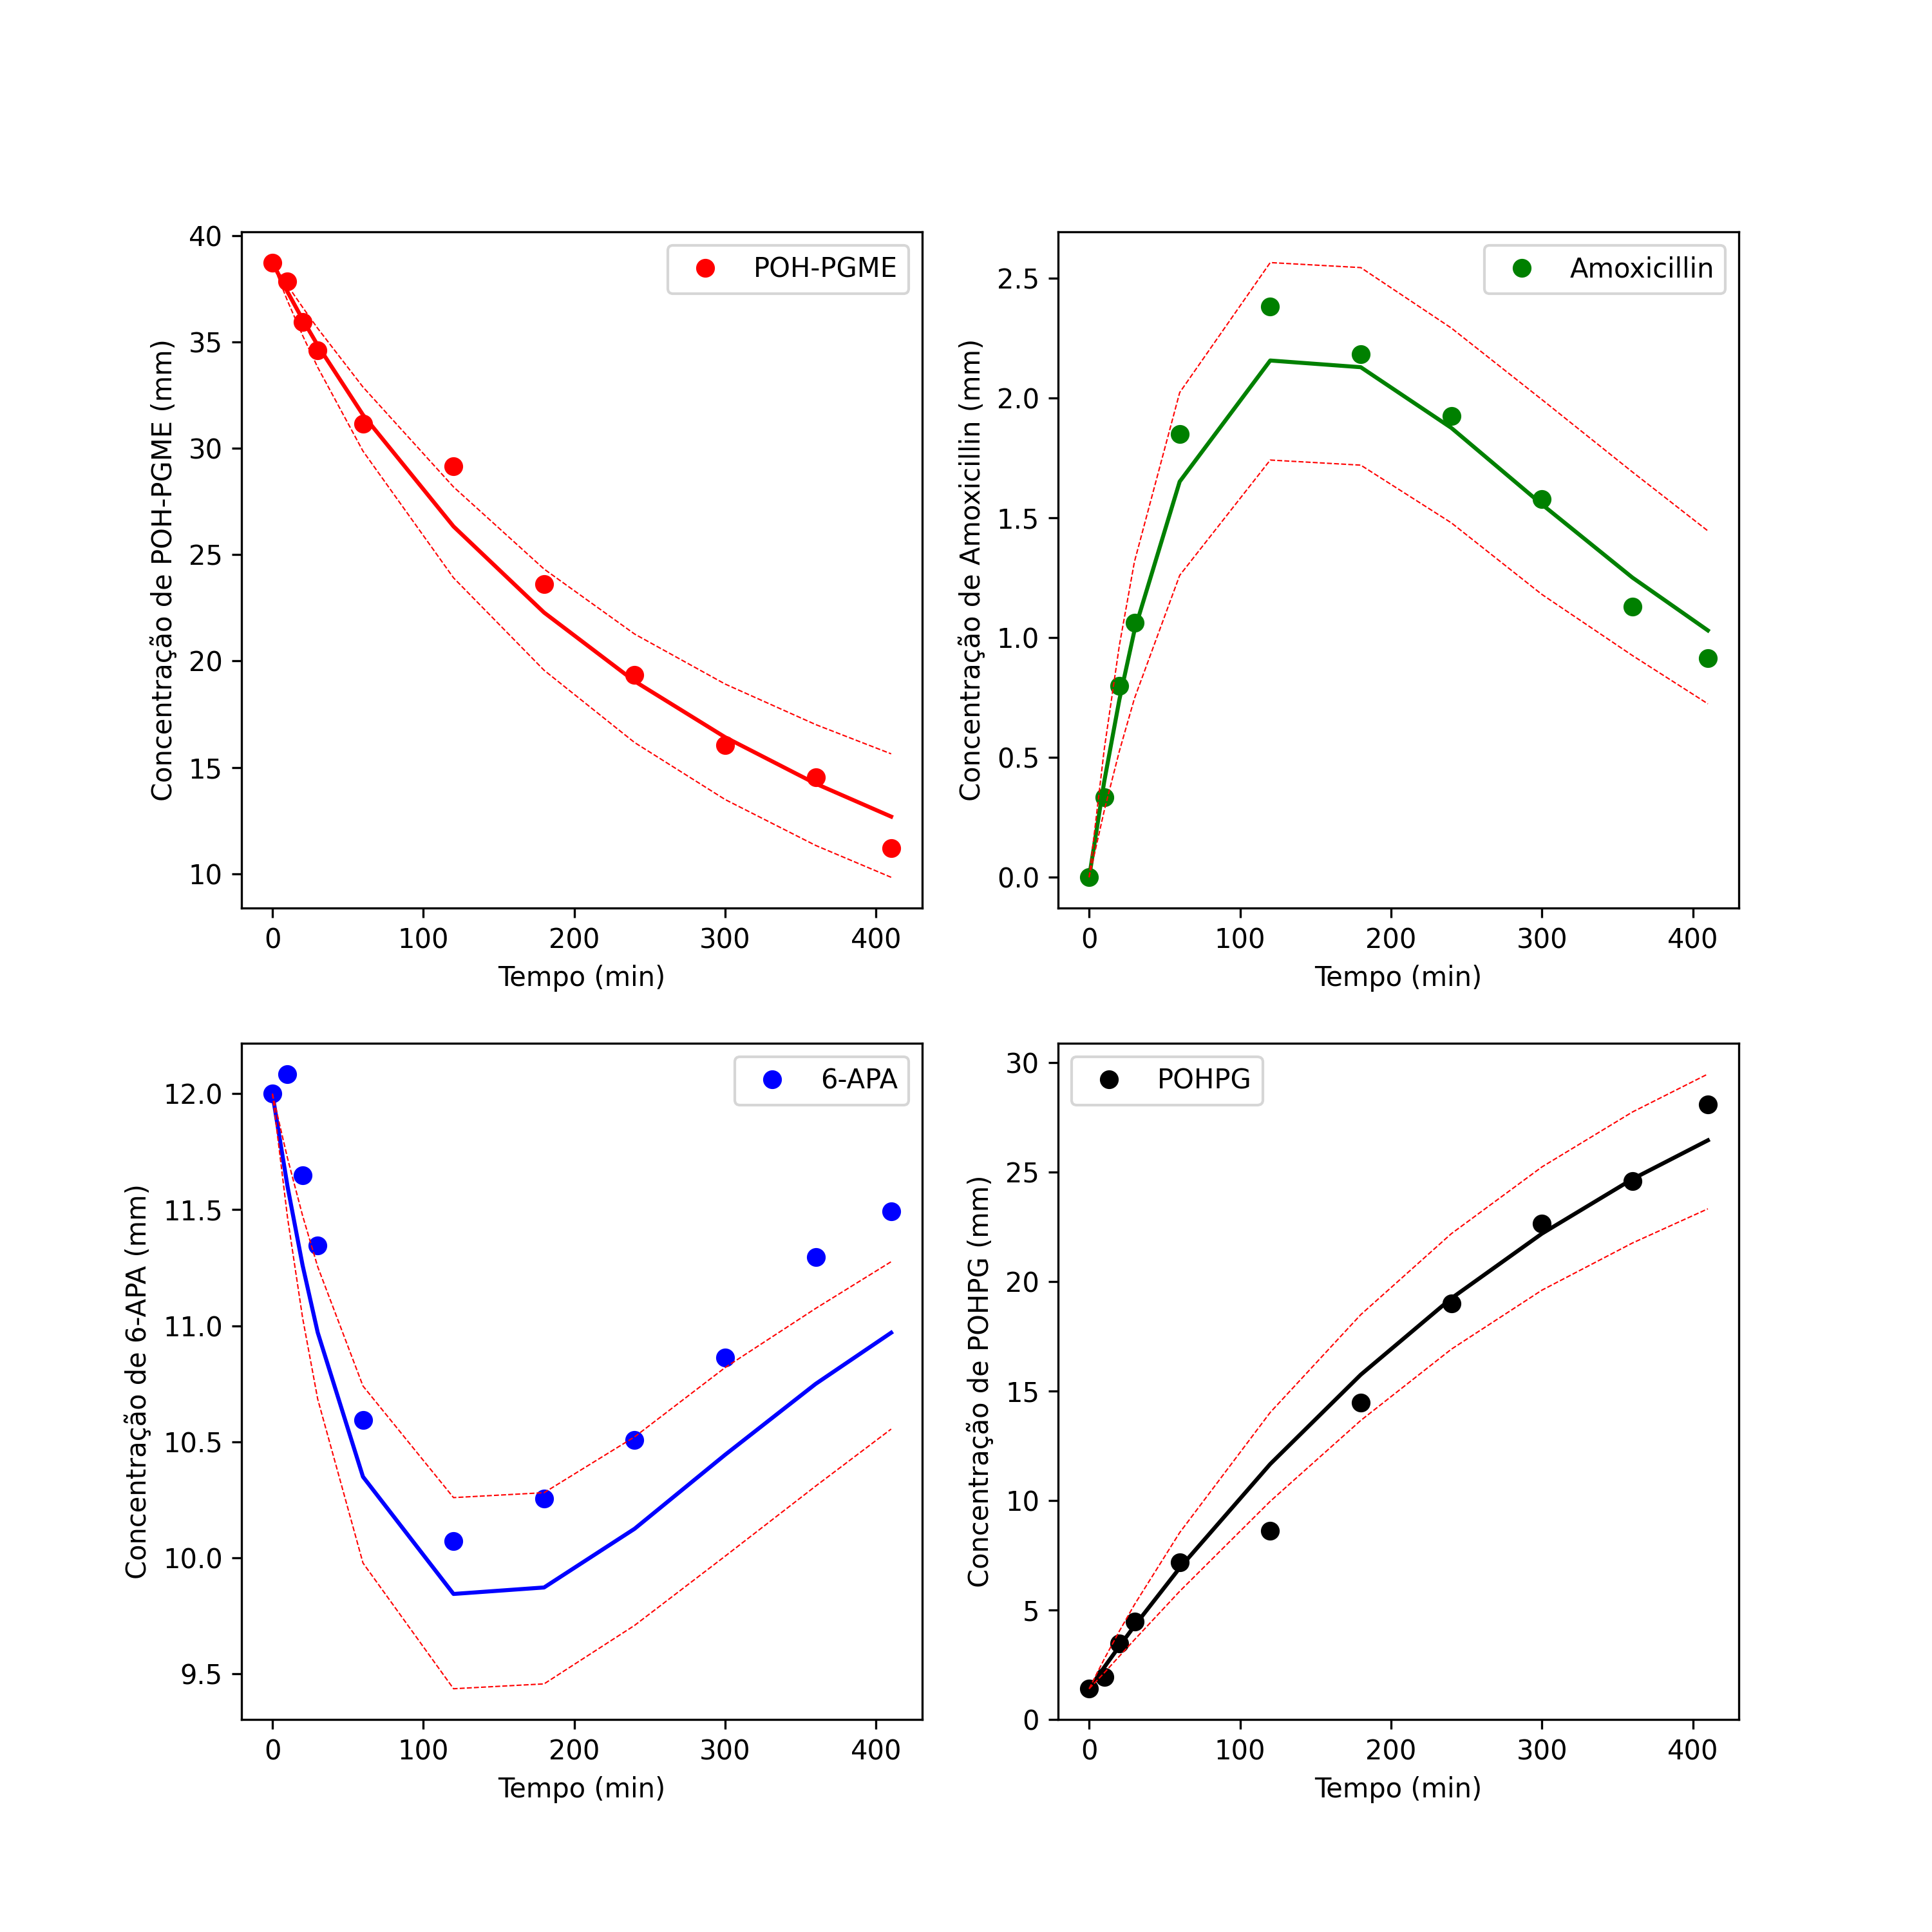 POH-PGME
Concentração de POH-PGME (mm)
40
35
30
25
20
15
10
0 100 200 300 400
Tempo (min)
Amoxicillin
Concentração de Amoxicillin (mm)
2.5
2.0
1.5
1.0
0.5
0.0
0 100 200 300 400
Tempo (min)
6-APA
Concentração de 6-APA (mm)
12.0
11.5
11.0
10.5
10.0
9.5
0 100 200 300 400
Tempo (min)
POHPG
Concentração de POHPG (mm)
30
25
20
15
10
5
0
0 100 200 300 400
Tempo (min)